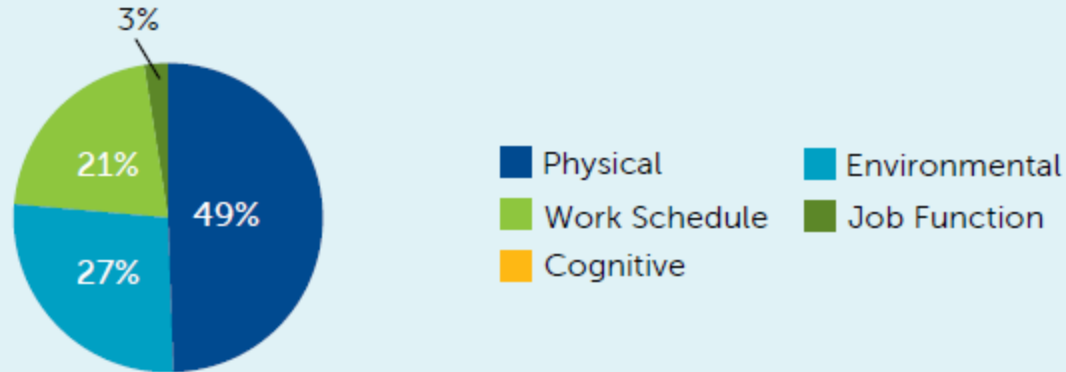 3%
21%
49%
27%
Physical
Environmental
Work Schedule
Job Function
Cognitive